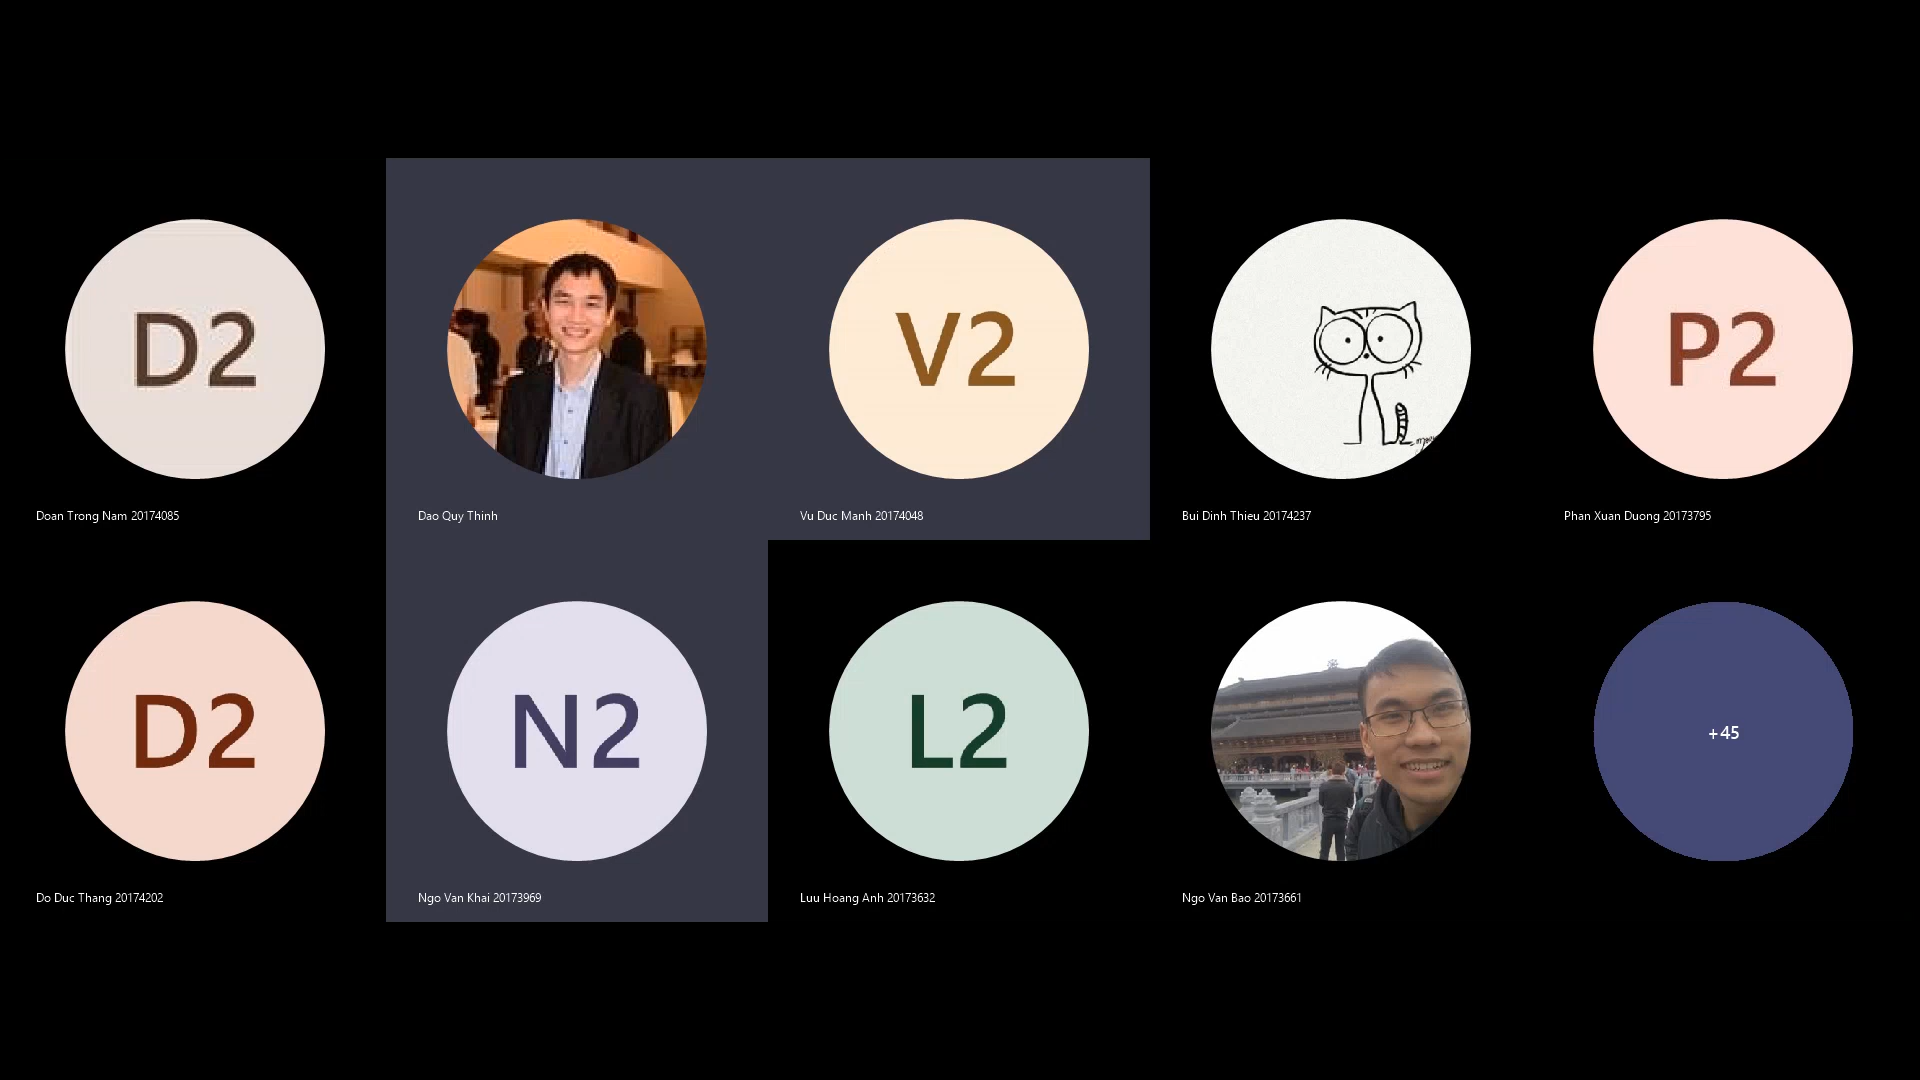 D2
V2
P2
Doan Trong Nam 20174085
Dao Quy Thinh
Vu Duc Manh 20174048
Bui Dinh Thieu 20174237
Phan Xuan Duong 20173795
D2
N2
L2
+45
Do Duc Thang 20174202
Ngo Van Khai 20173969
Luu Hoang Anh 20173632
Ngo Van Bao 20173661